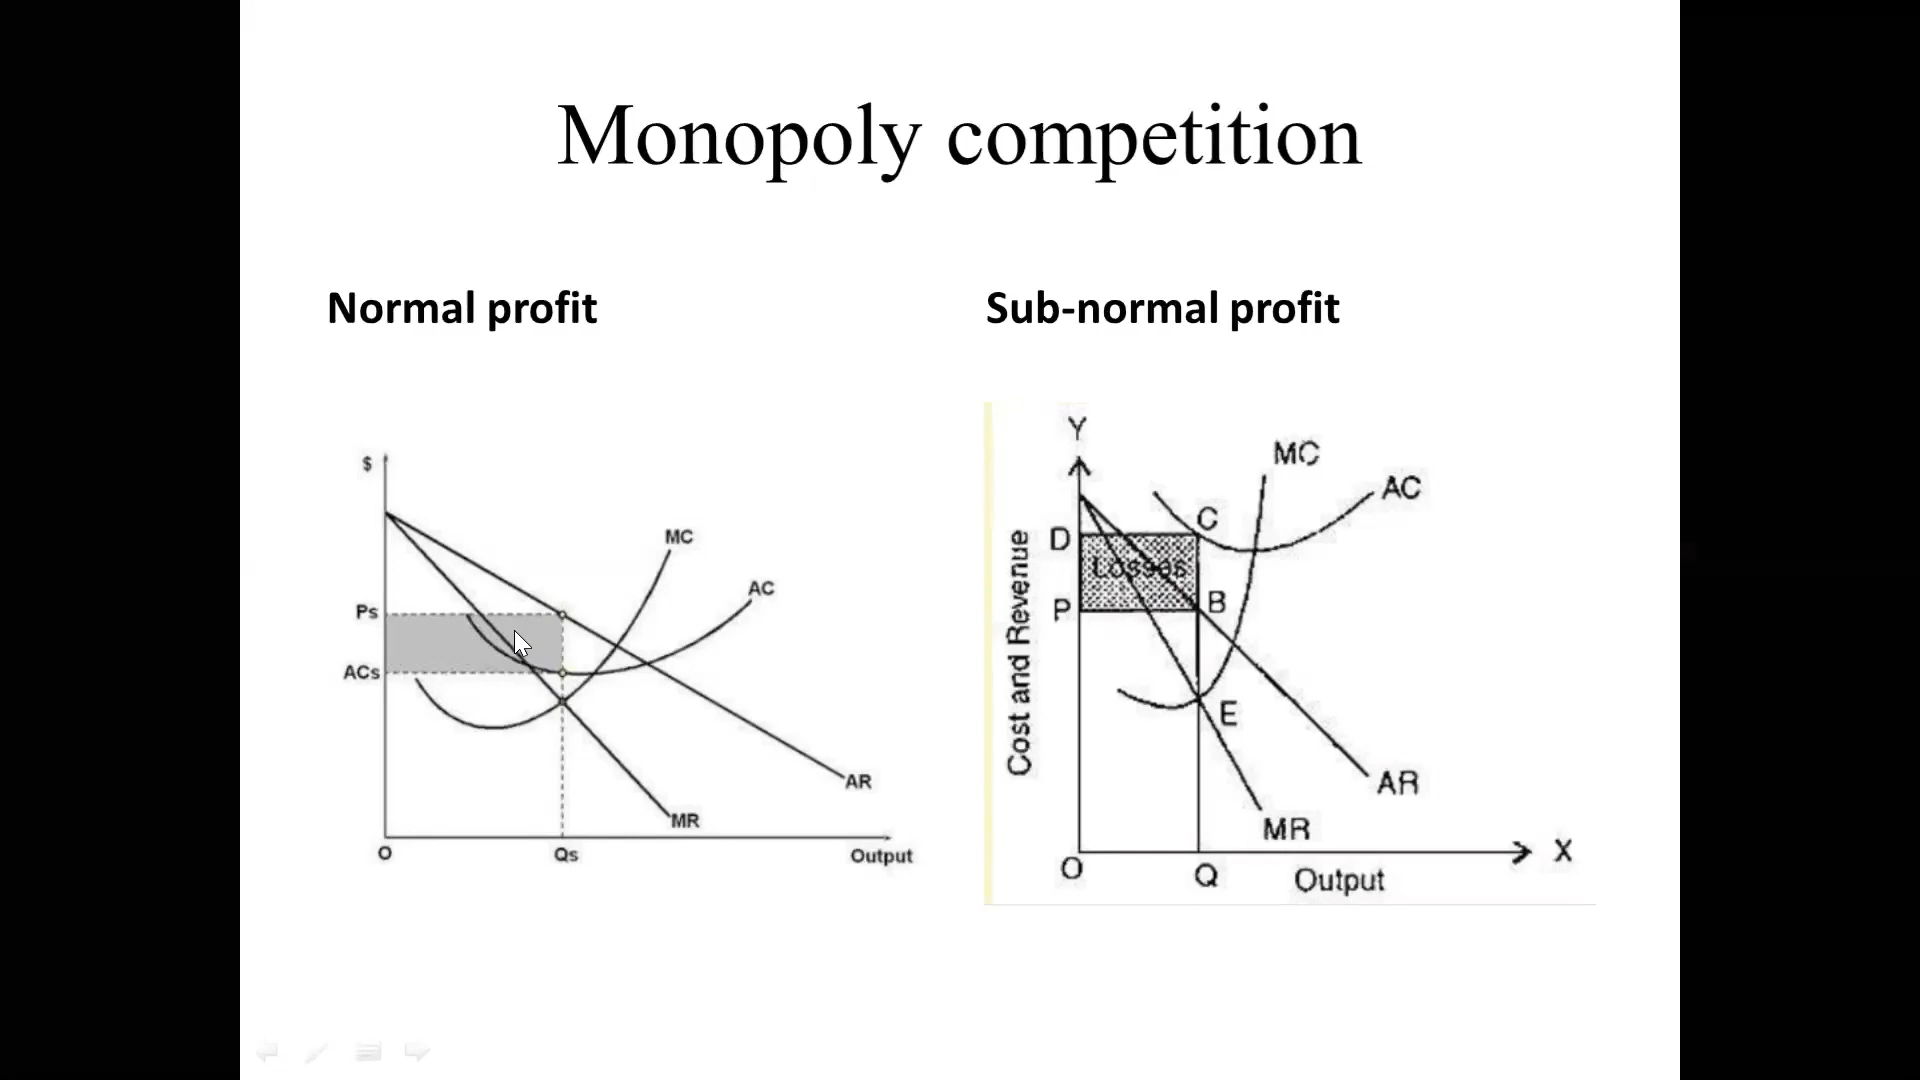 Monopoly competition
Normal profit
$
MC
AC
Ps
ACs
AR
MR
O
Qs
Output
Sub-normal profit
Y
MC
AC
C
D
Losses
P
B
E
Cost and Revenue
AR
MR
X
O
Q
Output